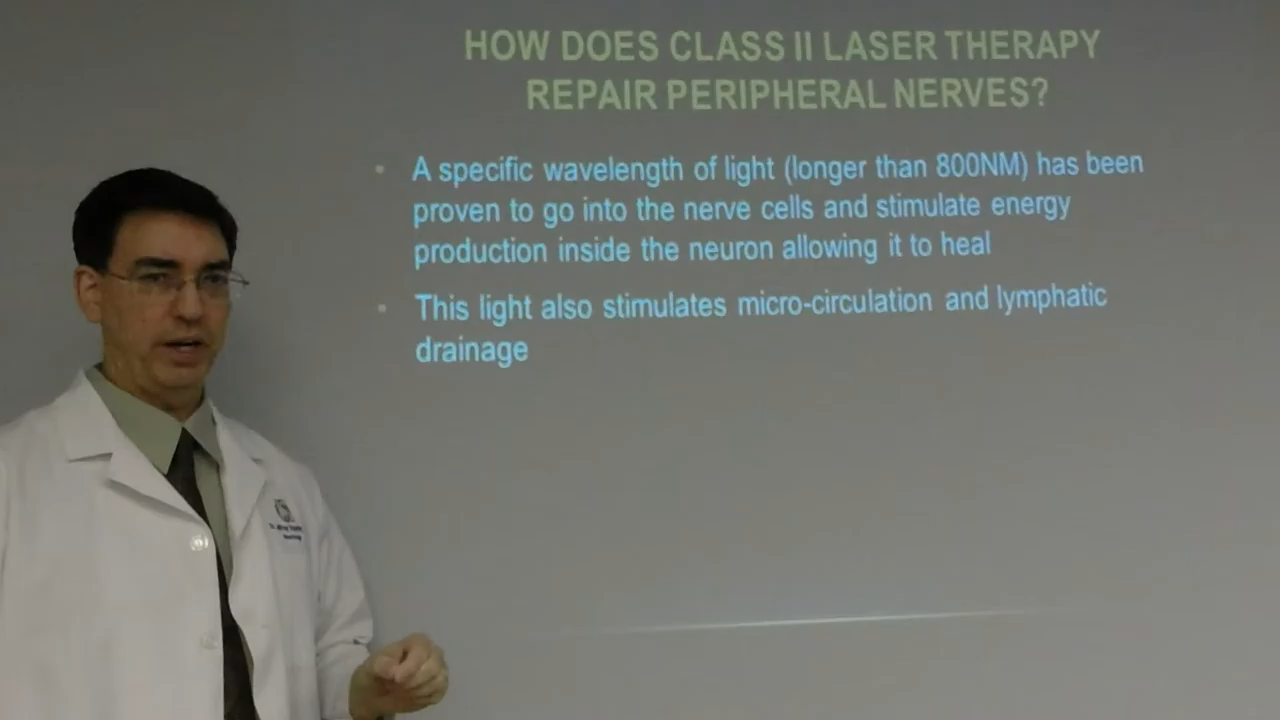 HOW DOES CLASS II LASER THERAPY
REPAIR PERIPHERAL NERVES?
• A specific wavelength of light (longer than 800NM) has been
proven to go into the nerve cells and stimulate energy
production inside the neuron allowing it to heal
• This light also stimulates micro-circulation and lymphatic
drainage